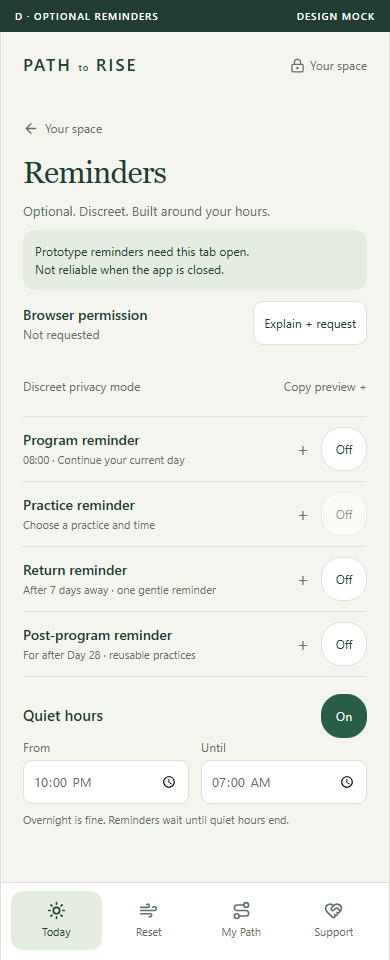 D · OPTIONAL REMINDERS
DESIGN MOCK
PATH to RISE
Your space
← Your space
Reminders
Optional. Discreet. Built around your hours.
Prototype reminders need this tab open.
Not reliable when the app is closed.
Browser permission
Not requested
Explain + request
Discreet privacy mode
Copy preview +
Program reminder
08:00 · Continue your current day
+ Off
Practice reminder
Choose a practice and time
+ Off
Return reminder
After 7 days away · one gentle reminder
+ Off
Post-program reminder
For after Day 28 · reusable practices
+ Off
Quiet hours
On
From
Until
10:00 PM
07:00 AM
Overnight is fine. Reminders wait until quiet hours end.
Today
Reset
My Path
Support